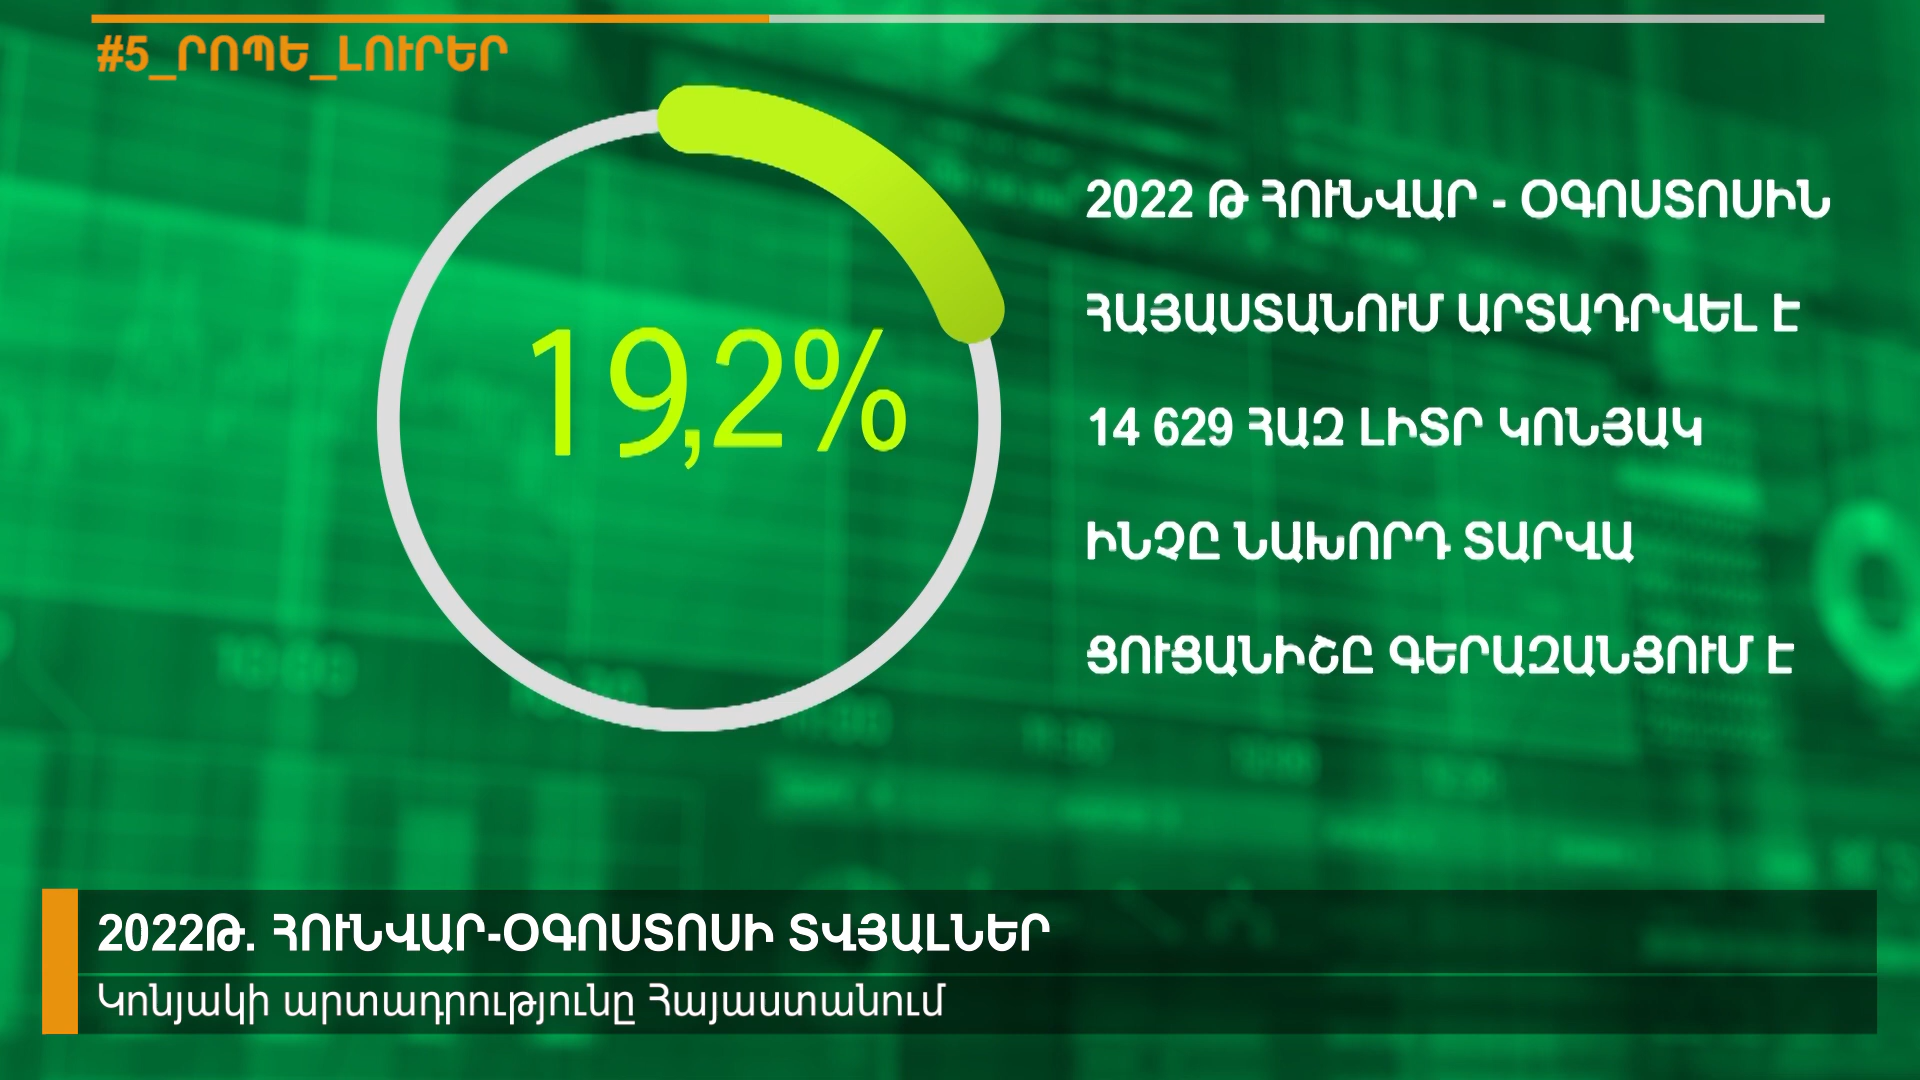 #5_ՐՈՊԵ_ԼՈՒՐԵՐ
19,2%
2022 Թ ՀՈՒՆՎԱՐ - ՕԳՈՍՏՈՍԻՆ
ՀԱՅԱՍՏԱՆՈՒՄ ԱՐՏԱԴՐՎԵԼ Է
14 629 ՀԱԶ ԼԻՏՐ ԿՈՆՅԱԿ
ԻՆՉԸ ՆԱԽՈՐԴ ՏԱՐՎԱ
ՑՈՒՑԱՆԻՇԸ ԳԵՐԱԶԱՆՑՈՒՄ Է
2022Թ. ՀՈՒՆՎԱՐ-ՕԳՈՍՏՈՍԻ ՏՎՅԱԼՆԵՐ
Կոնյակի արտադրությունը Հայաստանում